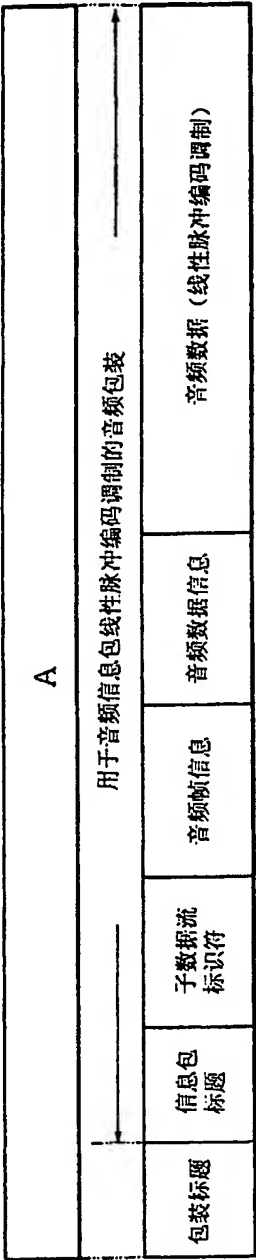 A
用于音频信息包线性脉冲编码调制的音频包装
包装标题
信息包
标题
子数据流
标识符
音频帧信息
音频数据信息
音频数据（线性脉冲编码调制）